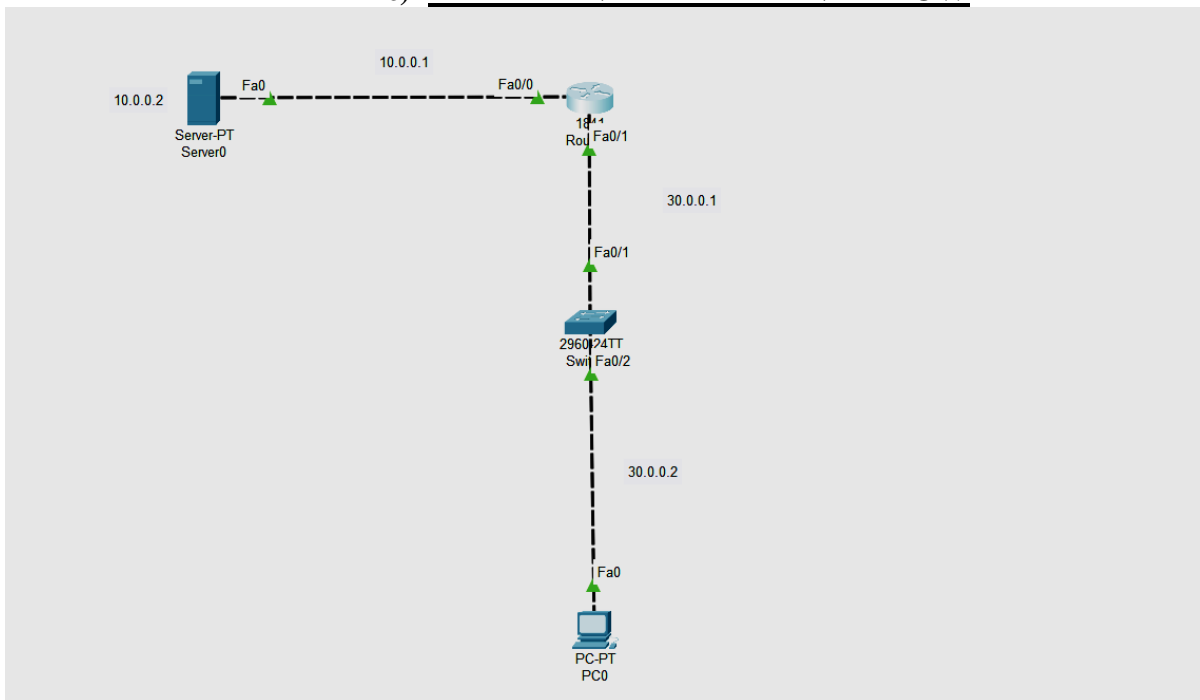 10.0.0.1
Fa0
Fa0/0
10.0.0.2
Server-PT
Server0
Fa0/1
30.0.0.1
Fa0/1
Fa0/2
30.0.0.2
Fa0
PC-PT
PC0